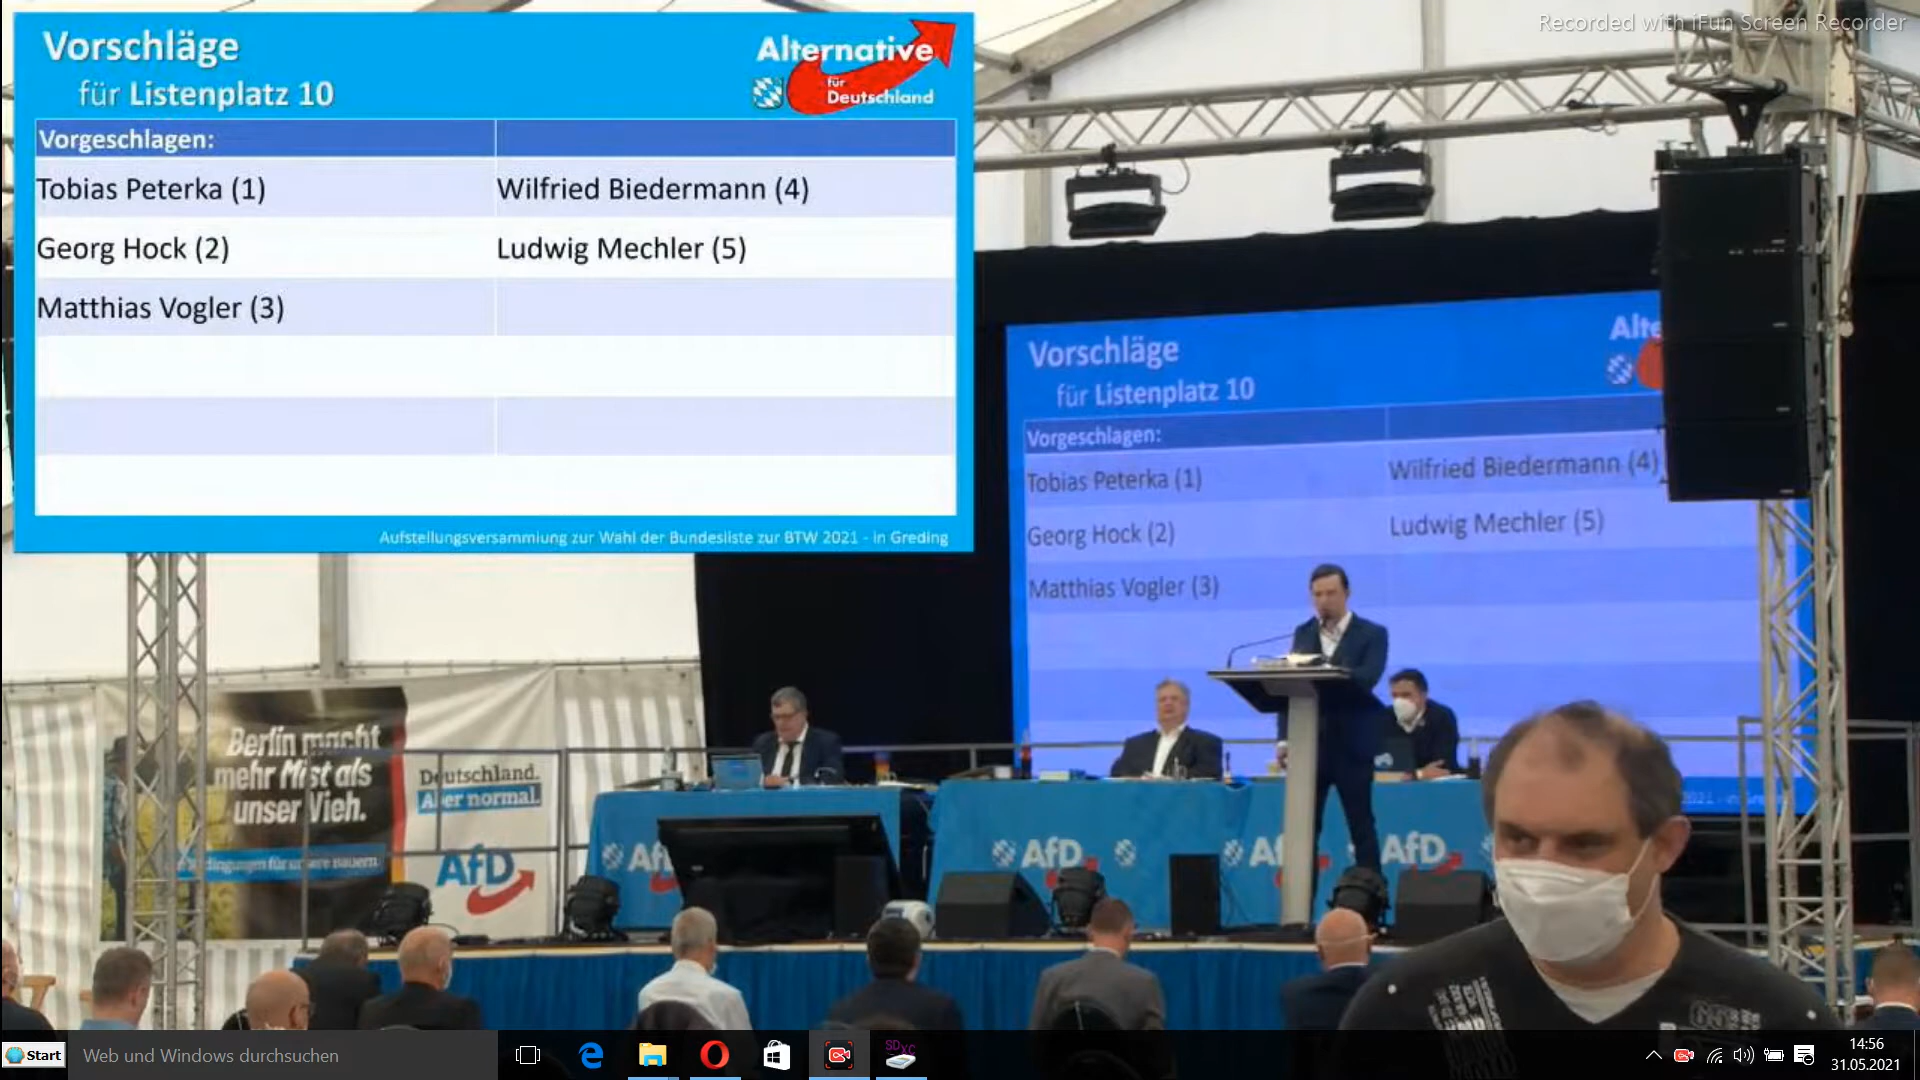 Recorded with iFun Screen Recorder
Vorschläge
für Listenplatz 10
Alternative
für
Deutschland
Vorgeschlagen:
Tobias Peterka (1)
Wilfried Biedermann (4)
Georg Hock (2)
Ludwig Mechler (5)
Matthias Vogler (3)
Aufstellungsversammlung zur Wahl der Bundesliste zur BTW 2021 - in Greding
Vorschläge
für Listenplatz 10
Vorgeschlagen:
Tobias Peterka (1)
Wilfried Biedermann (4)
Georg Hock (2)
Ludwig Mechler (5)
Matthias Vogler (3)
Berlin macht
mehr Mist als
unser Vieh.
Deutschland.
Aber normal.
AfD
AfD
AfD
Start
Web und Windows durchsuchen
14:56
31.05.2021